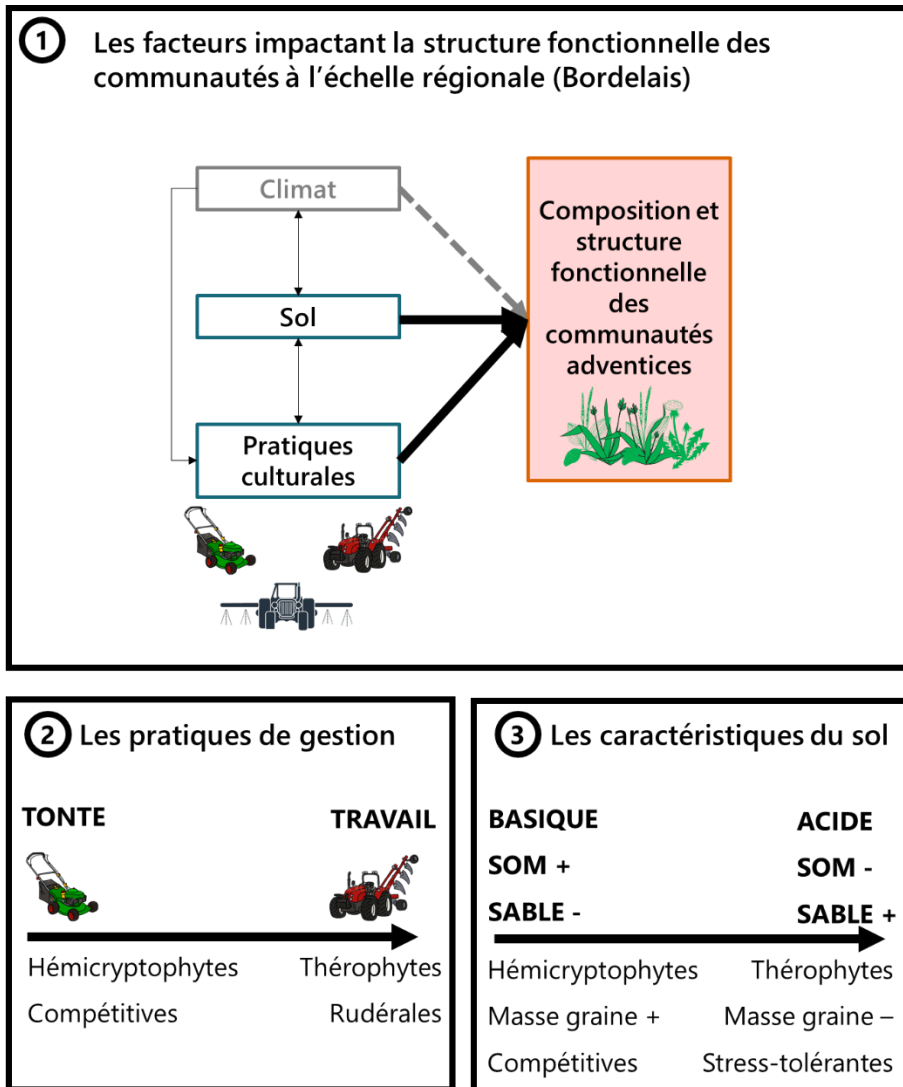 1 Les facteurs impactant la structure fonctionnelle des
communautés à l'échelle régionale (Bordelais)
Climat
Sol
Pratiques
culturales
Composition et
structure
fonctionnelle
des
communautés
adventices
2 Les pratiques de gestion
TONTE TRAVAIL
Hémicryptophytes Thérophytes
Compétitives Rudérales
3 Les caractéristiques du sol
BASIQUE ACIDE
SOM + SOM -
SABLE - SABLE +
Hémicryptophytes Thérophytes
Masse graine + Masse graine –
Compétitives Stress-tolérantes